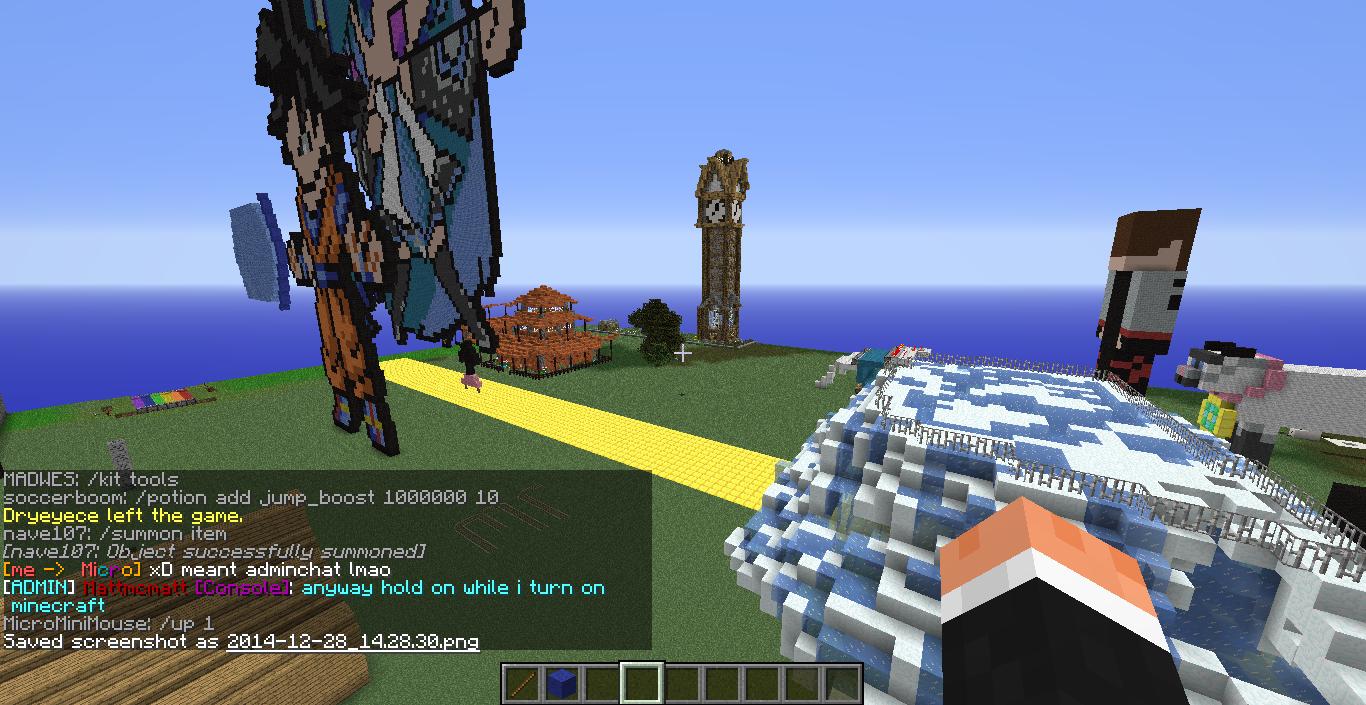 MADWES: /kit tools
soccerboom: /potion add jump_boost 1000000 10
Dryeyece left the game.
nave107: /summon item
[nave107: Object successfully summoned]
[me -> Micro] xD meant adminchat lmao
[ADMIN] Mattmcmatt [Console]: anyway hold on while i turn on
minecraft
MicroMiniMouse: /up 1
Saved screenshot as 2014-12-28_14.28.30.png